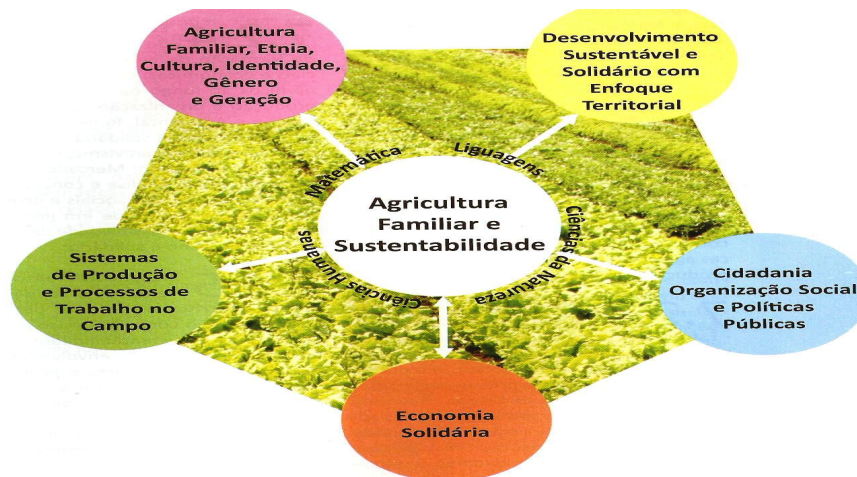 Agricultura
Familiar, Etnia,
Cultura, Identidade,
Gênero
e Geração
Desenvolvimento
Sustentável e
Solidário com
Enfoque
Territorial
Matemática
Liguagens
Agricultura
Familiar e
Sustentabilidade
Ciências Humanas
Ciências da Natureza
Sistemas
de Produção
e Processos de
Trabalho no
Campo
Cidadania
Organização Social
e Políticas
Públicas
Economia
Solidária